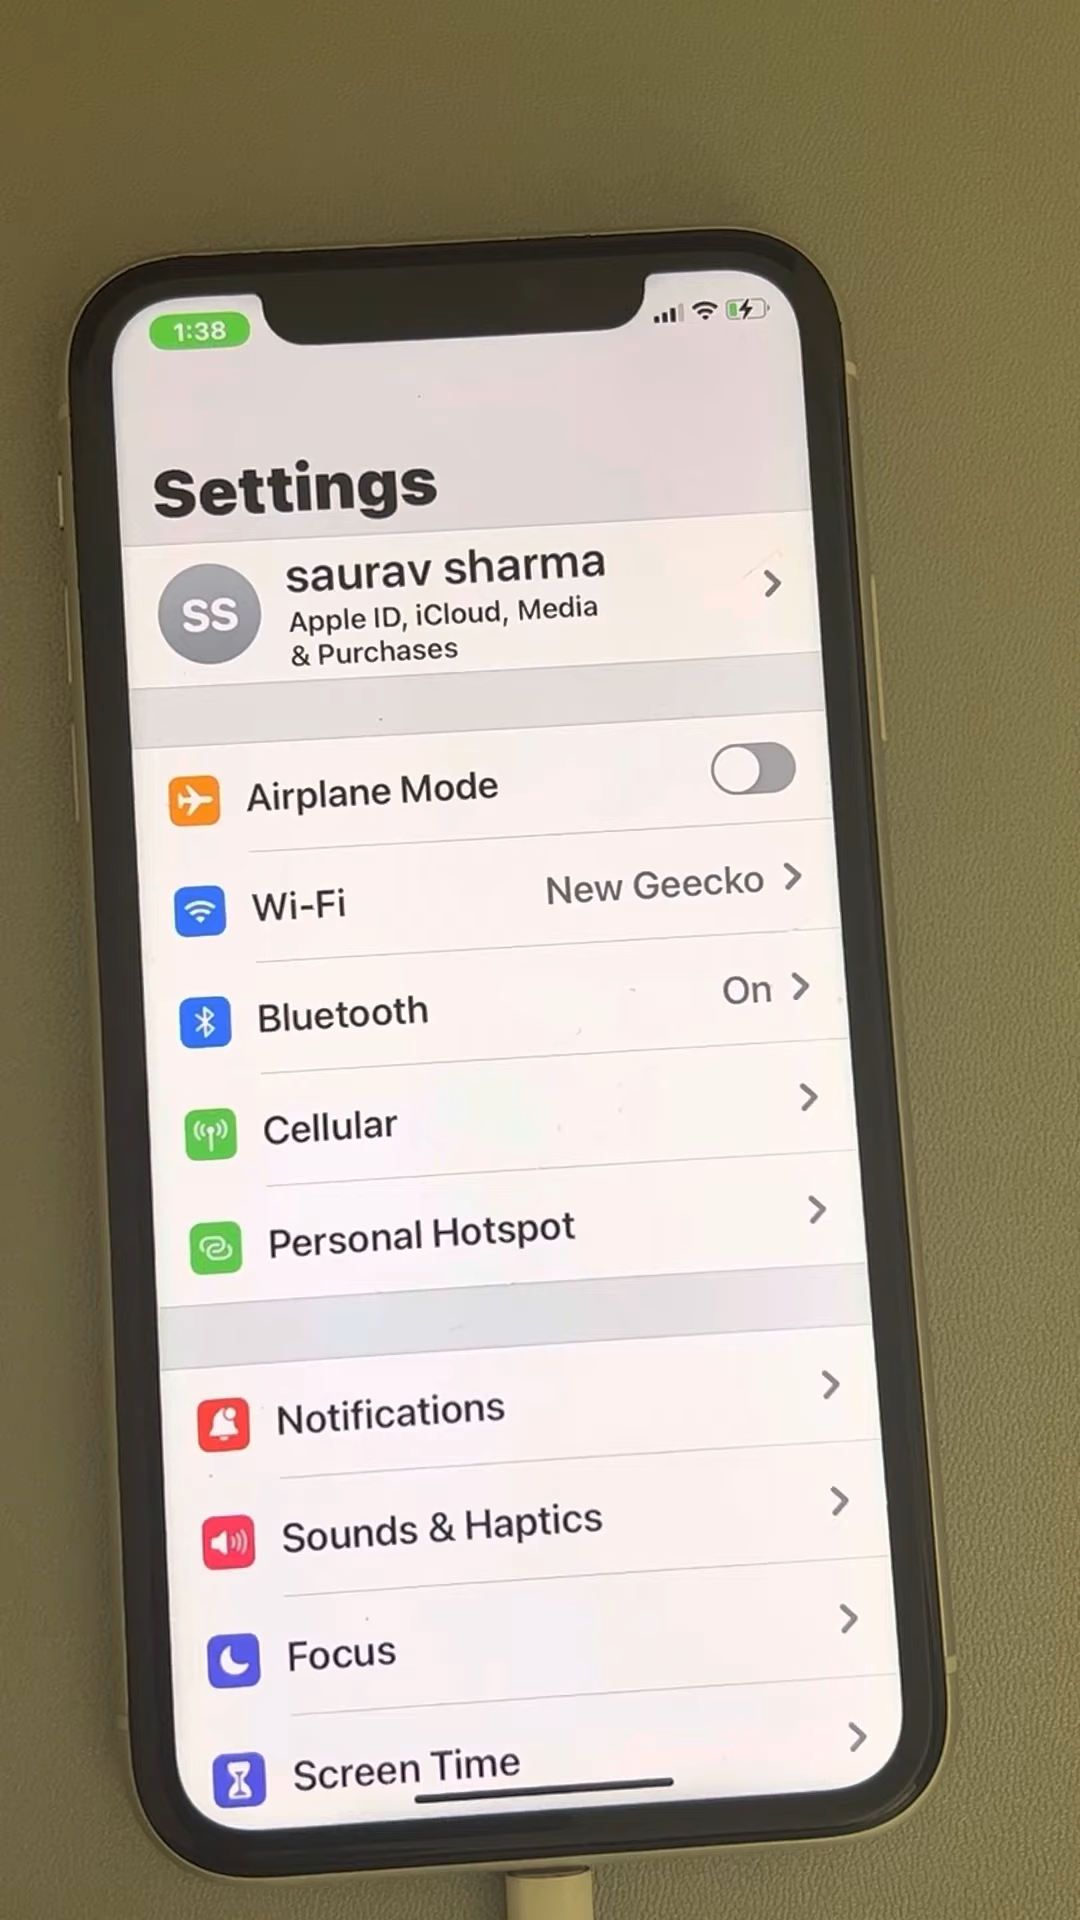 1:38
Settings
SS
saurav sharma
Apple ID, iCloud, Media
& Purchases
Airplane Mode
Wi-Fi New Geecko
Bluetooth On
Cellular
Personal Hotspot
Notifications
Sounds & Haptics
Focus
Screen Time